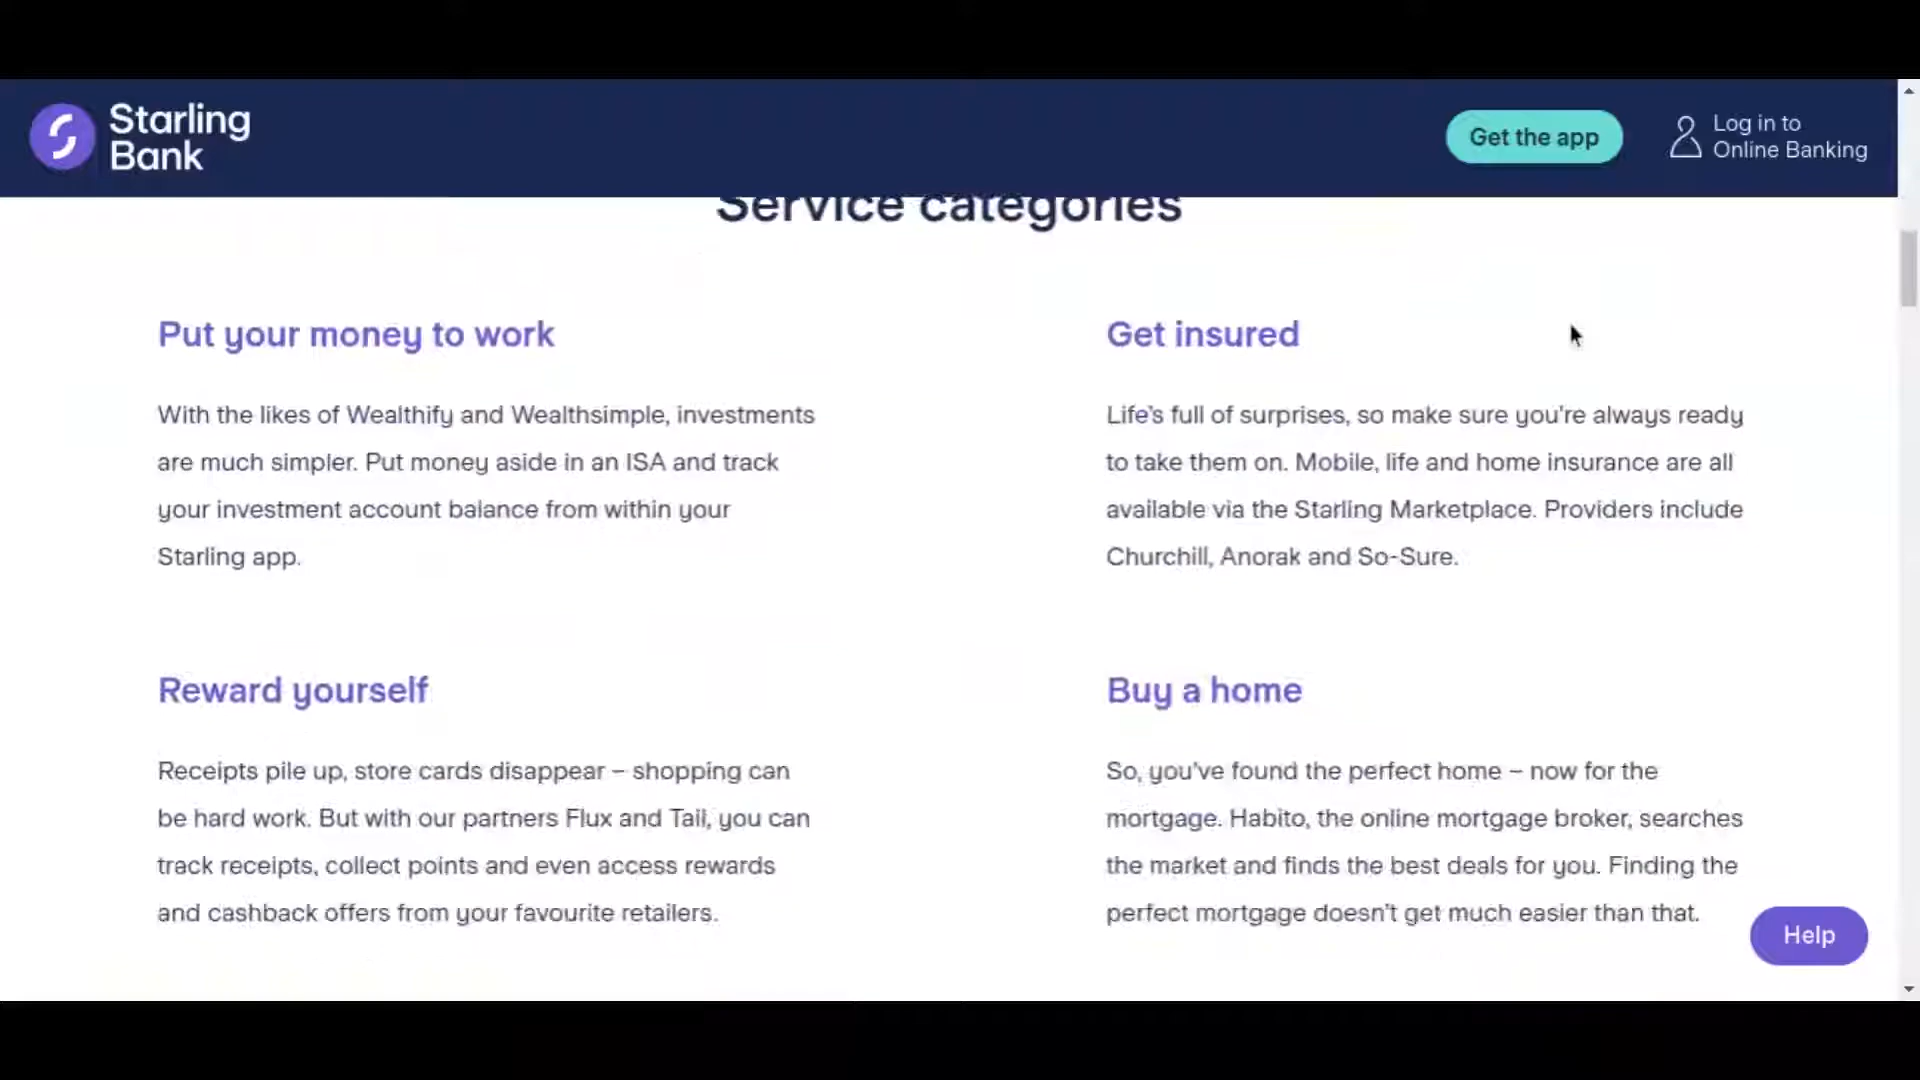 Starling
Bank
Get the app
Log in to
Online Banking
Service categories
Put your money to work
With the likes of Wealthify and Wealthsimple, investments
are much simpler. Put money aside in an ISA and track
your investment account balance from within your
Starling app.
Get insured
Life's full of surprises, so make sure you're always ready
to take them on. Mobile, life and home insurance are all
available via the Starling Marketplace. Providers include
Churchill, Anorak and So-Sure.
Reward yourself
Receipts pile up, store cards disappear – shopping can
be hard work. But with our partners Flux and Tail, you can
track receipts, collect points and even access rewards
and cashback offers from your favourite retailers.
Buy a home
So, you've found the perfect home – now for the
mortgage. Habito, the online mortgage broker, searches
the market and finds the best deals for you. Finding the
perfect mortgage doesn't get much easier than that.
Help